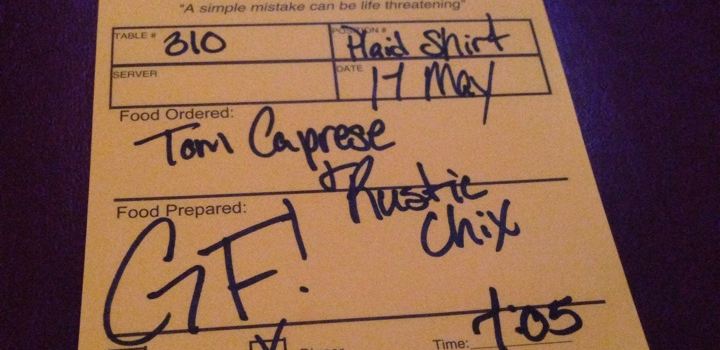 "A simple mistake can be life threatening"
TABLE # 310 POSITION # Plaid Shirt
SERVER DATE 17 May
Food Ordered:
Tom Caprese
+ Rustic
Chix
Food Prepared:
GF!
Time: 7:05